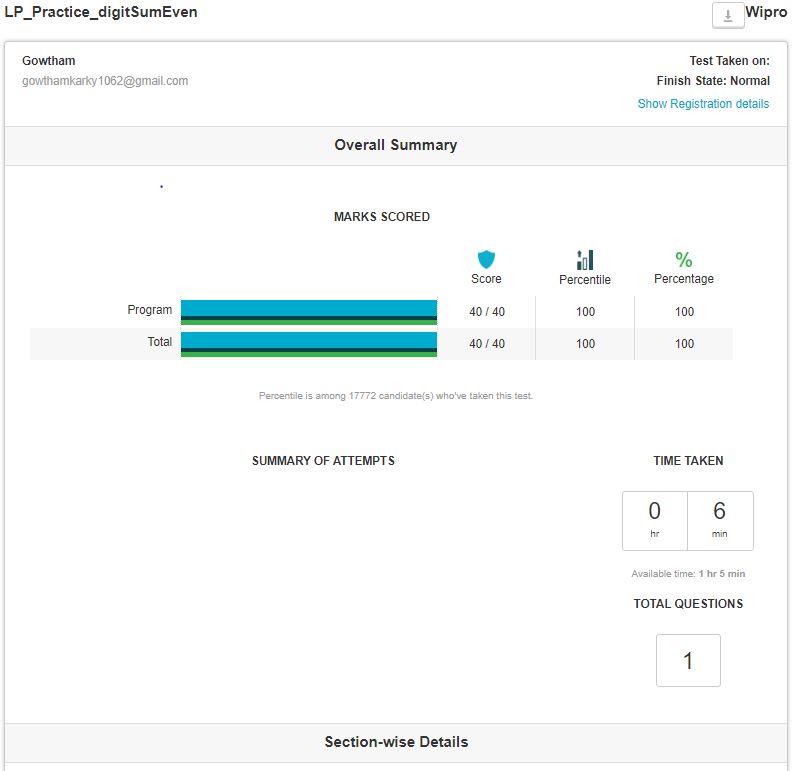 LP_Practice_digitSumEven
Wipro
Gowtham
Test Taken on:
gowthamkarky1062@gmail.com
Finish State: Normal
Show Registration details
Overall Summary
MARKS SCORED
%
Score Percentile Percentage
Program 40 / 40 100 100
Total 40 / 40 100 100
Percentile is among 17772 candidate(s) who've taken this test.
SUMMARY OF ATTEMPTS
TIME TAKEN
0 6
hr min
Available time: 1 hr 5 min
TOTAL QUESTIONS
1
Section-wise Details